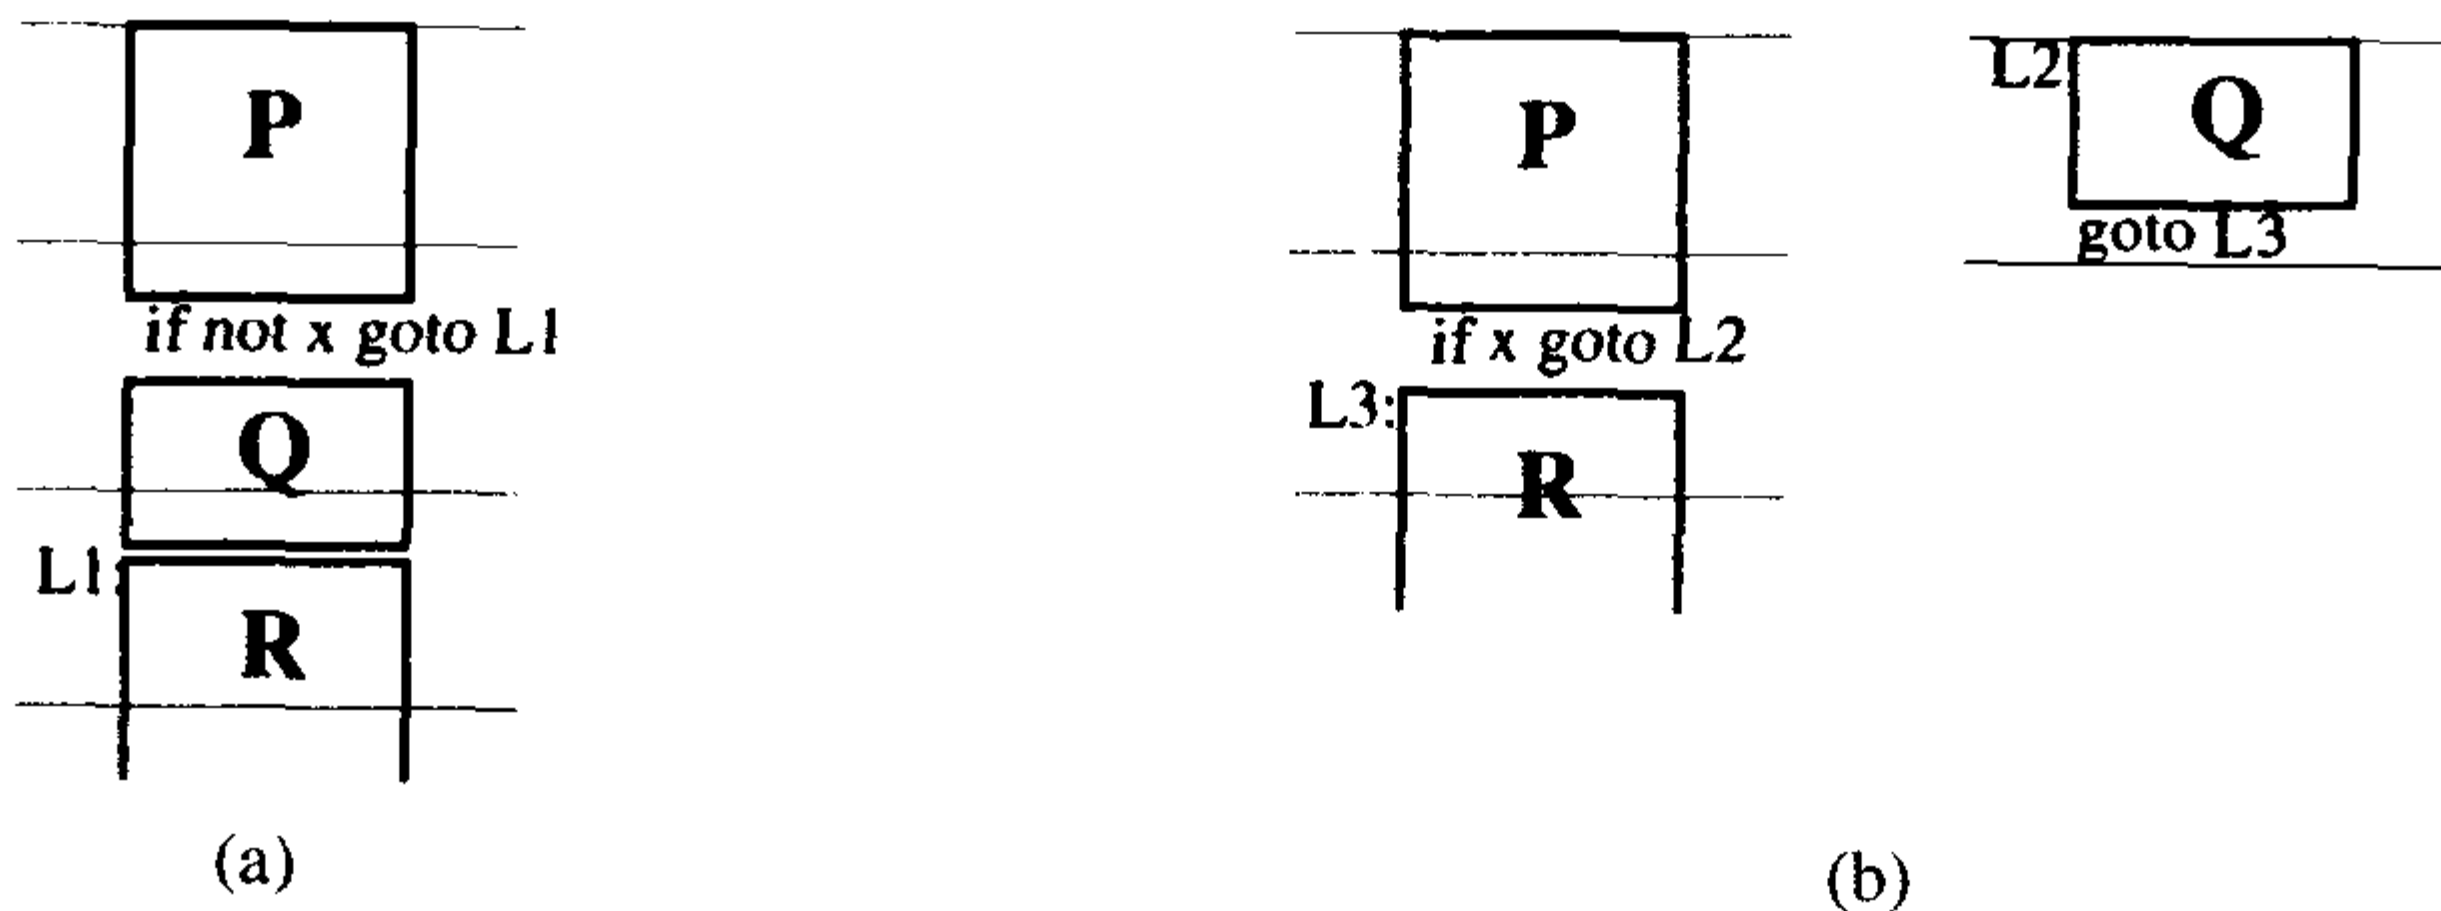 P
if not x goto L1
Q
L1:
R
(a)
P
if x goto L2
L3:
R
L2
Q
goto L3
(b)